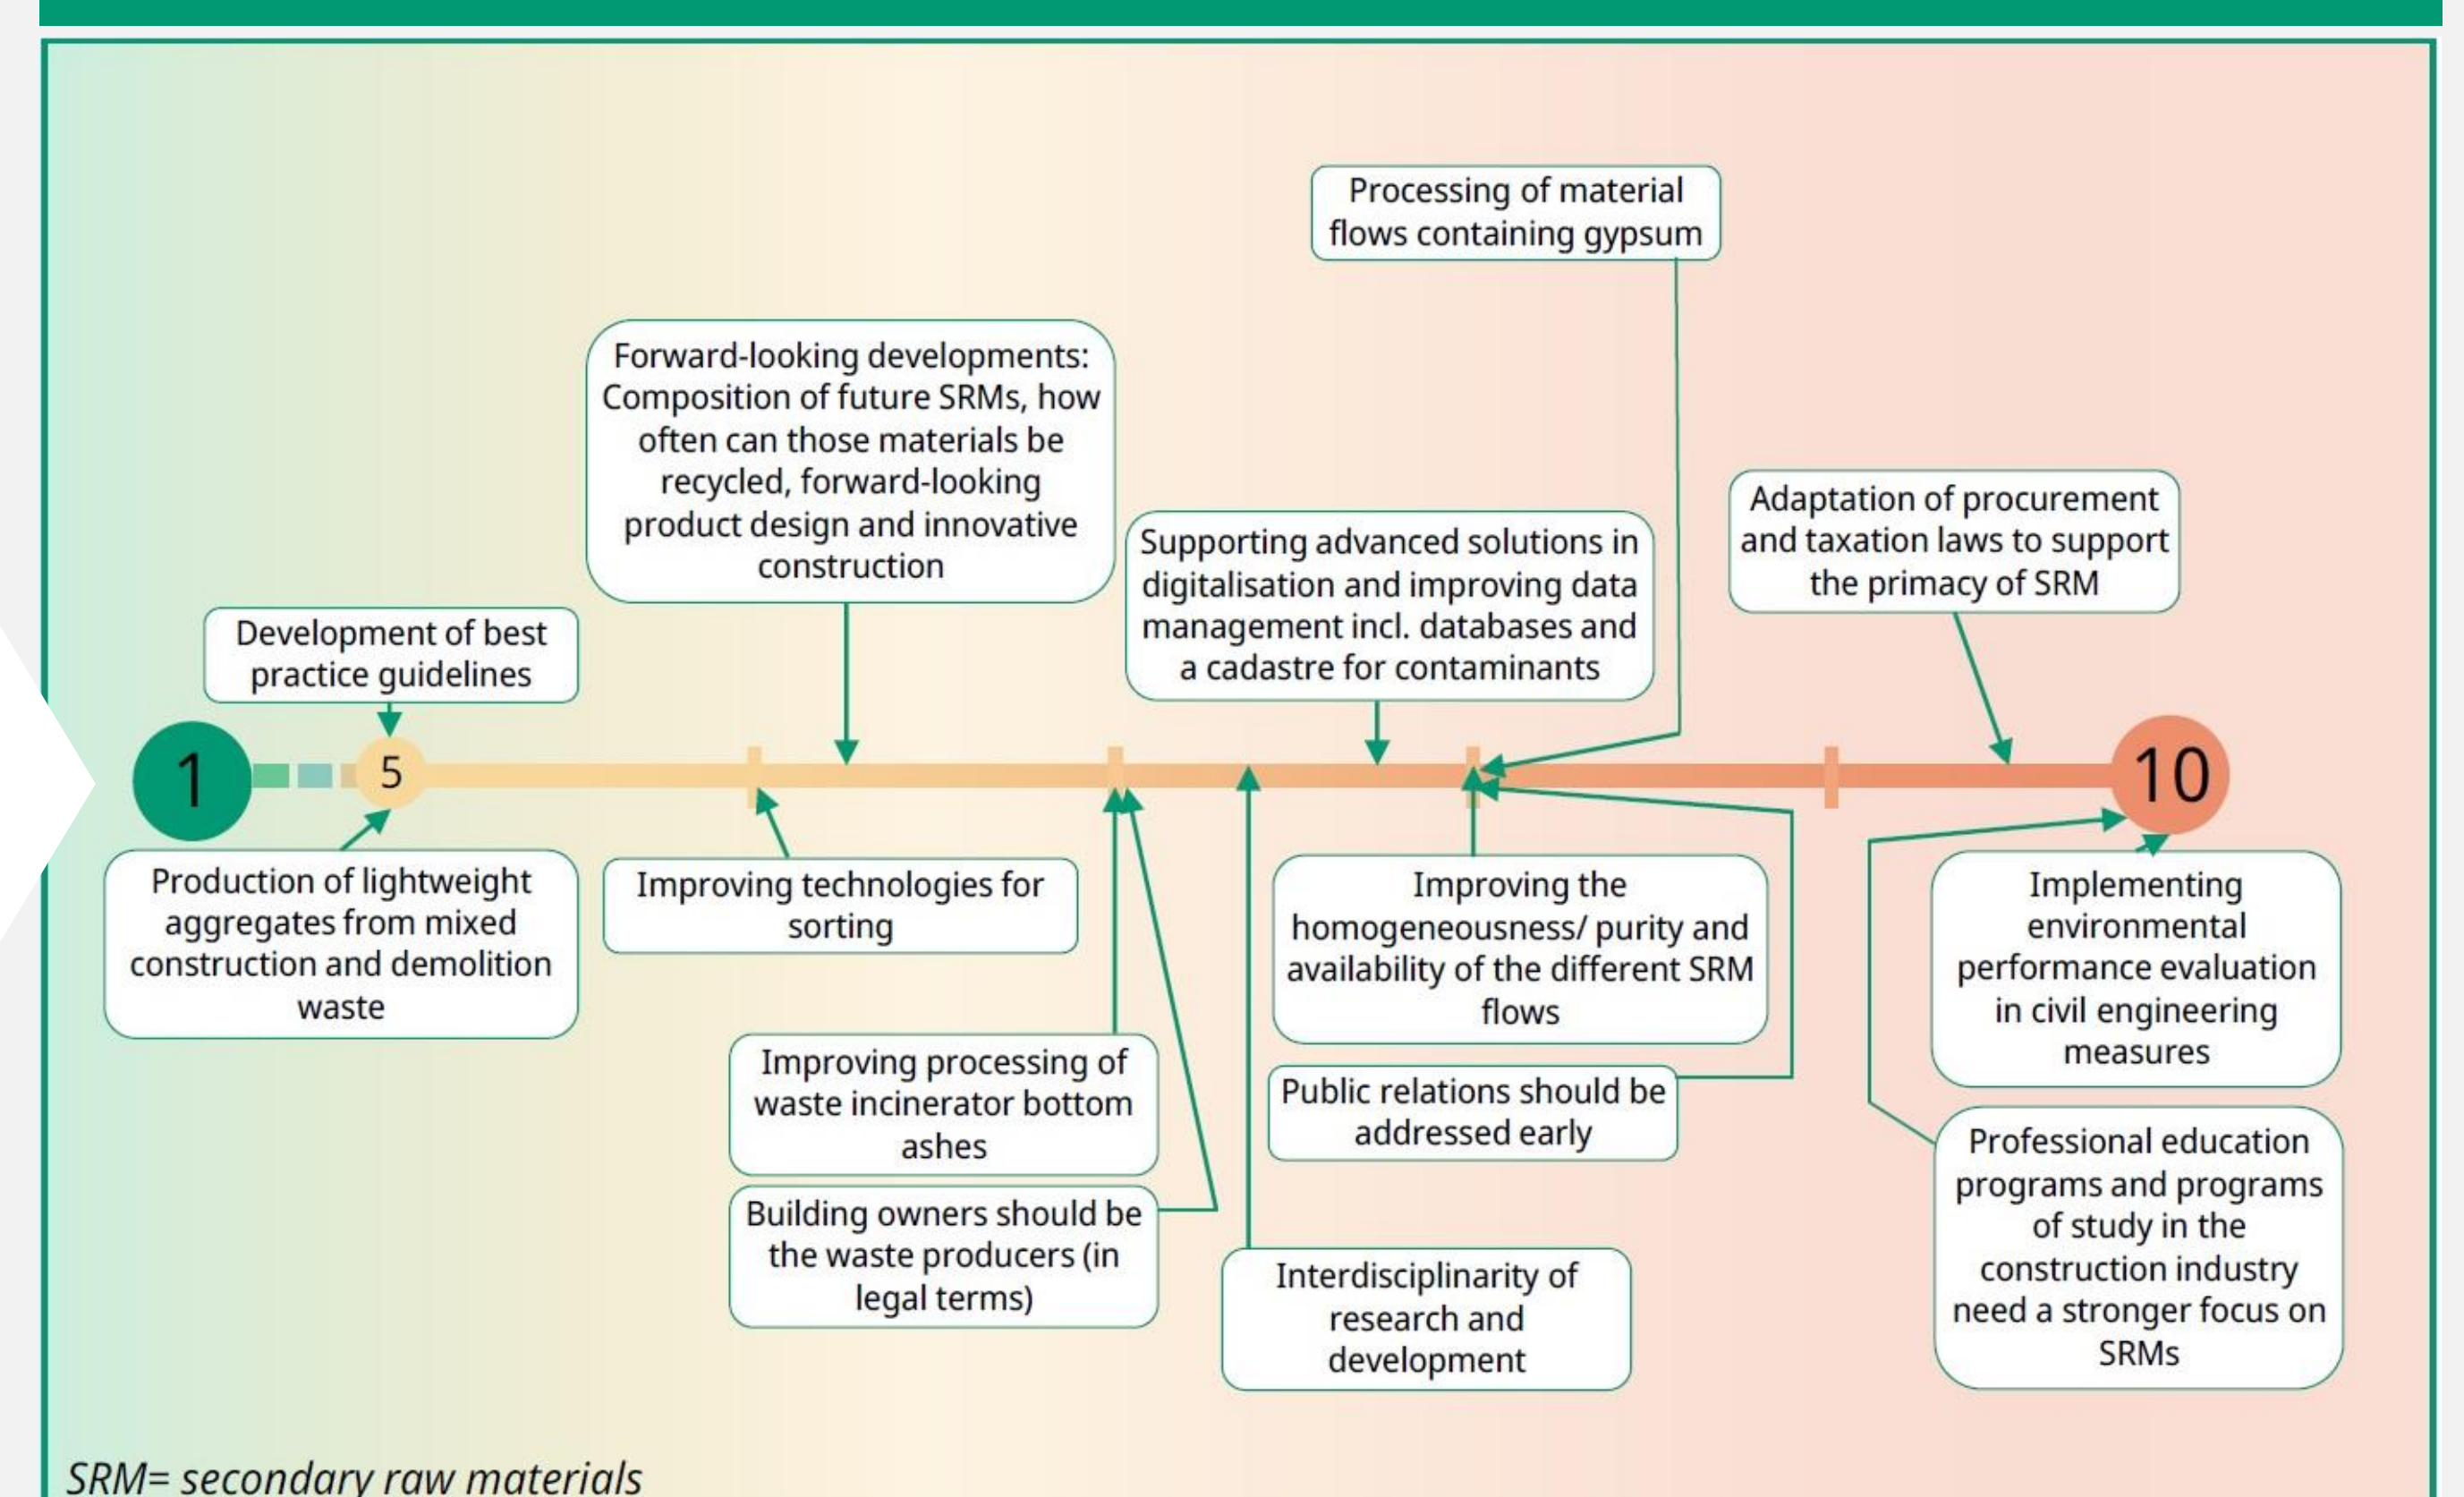 Processing of material
flows containing gypsum
Forward-looking developments:
Composition of future SRMs, how
often can those materials be
recycled, forward-looking
product design and innovative
construction
Adaptation of procurement
and taxation laws to support
the primacy of SRM
Supporting advanced solutions in
digitalisation and improving data
management incl. databases and
a cadastre for contaminants
Development of best
practice guidelines
1
5
10
Production of lightweight
aggregates from mixed
construction and demolition
waste
Improving technologies for
sorting
Improving the
homogeneousness/ purity and
availability of the different SRM
flows
Implementing
environmental
performance evaluation
in civil engineering
measures
Improving processing of
waste incinerator bottom
ashes
Public relations should be
addressed early
Professional education
programs and programs
of study in the
construction industry
need a stronger focus on
SRMs
Building owners should be
the waste producers (in
legal terms)
Interdisciplinarity of
research and
development
SRM= secondary raw materials